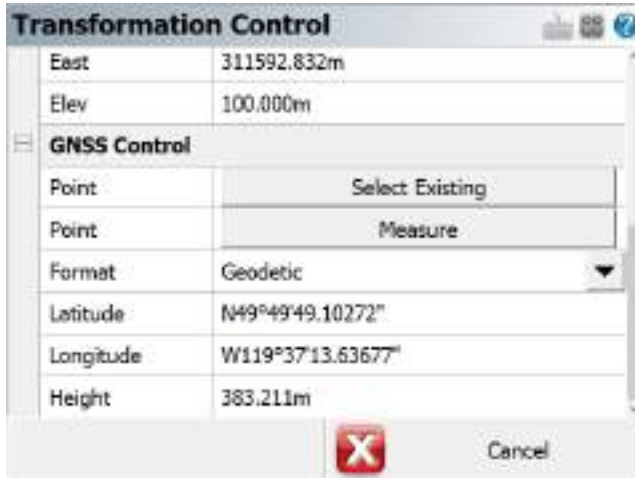 Transformation Control
East 311592.832m
Elev 100.000m
GNSS Control
Point Select Existing
Point Measure
Format Geodetic
Latitude N49°49'49.10272"
Longitude W119°37'13.63677"
Height 383.211m
Cancel